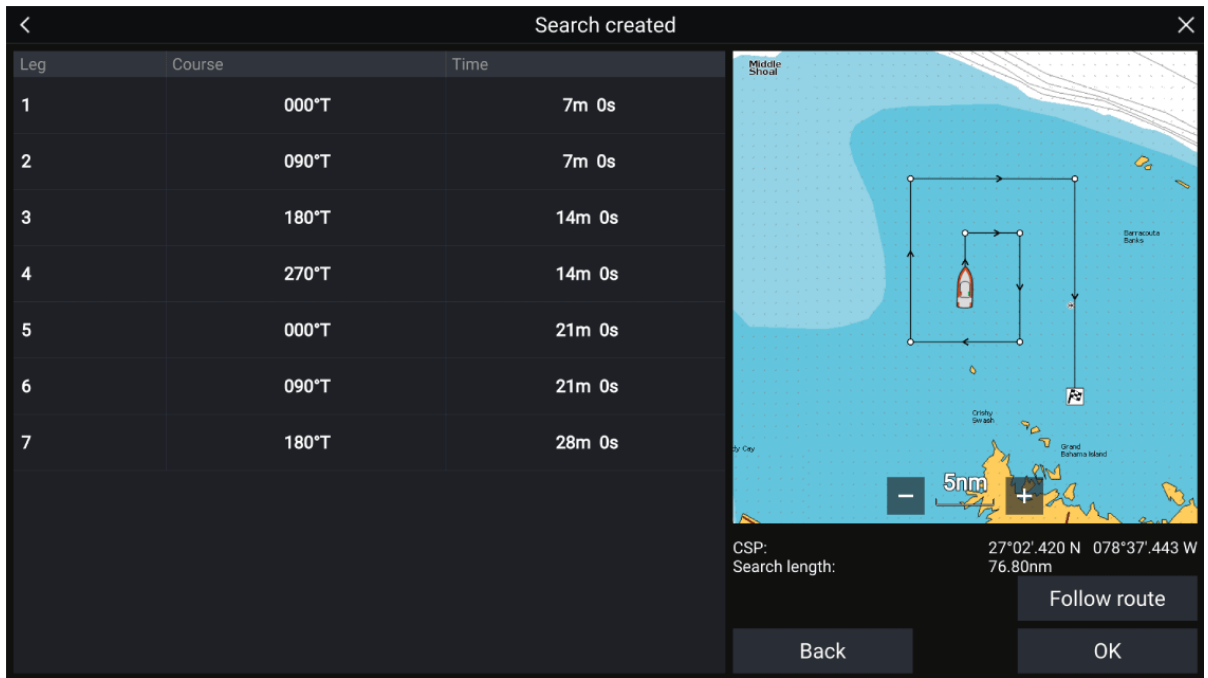 Search created
Leg Course Time
1 000°T 7m 0s
2 090°T 7m 0s
3 180°T 14m 0s
4 270°T 14m 0s
5 000°T 21m 0s
6 090°T 21m 0s
7 180°T 28m 0s
Middle
Shoal
Barracouta
Banks
Crishy
Swash
dy Cay
Grand
Bahama Island
− 5nm +
CSP: 27°02'.420 N 078°37'.443 W
Search length: 76.80nm
Follow route
Back OK